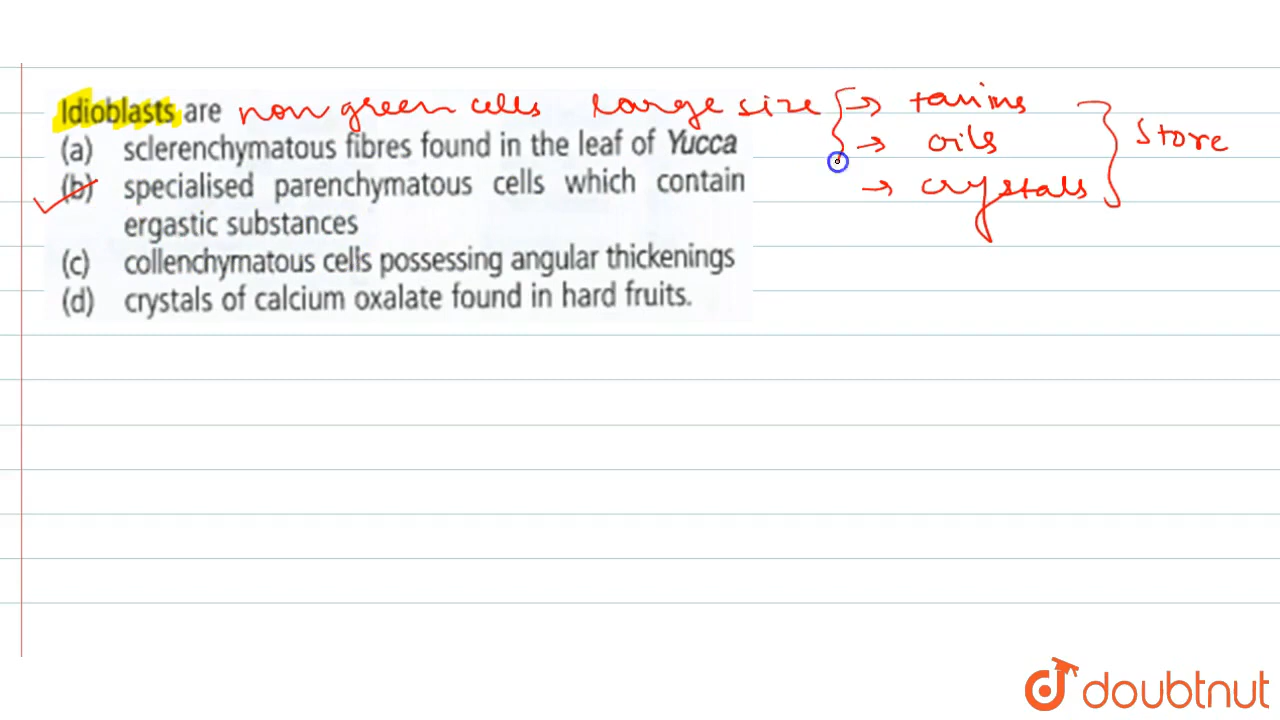 Idioblasts are non green cells large size → tanins
→ oils
→ crystals
Store
(a) sclerenchymatous fibres found in the leaf of Yucca
(b) specialised parenchymatous cells which contain
ergastic substances
(c) collenchymatous cells possessing angular thickenings
(d) crystals of calcium oxalate found in hard fruits.
doubtnut